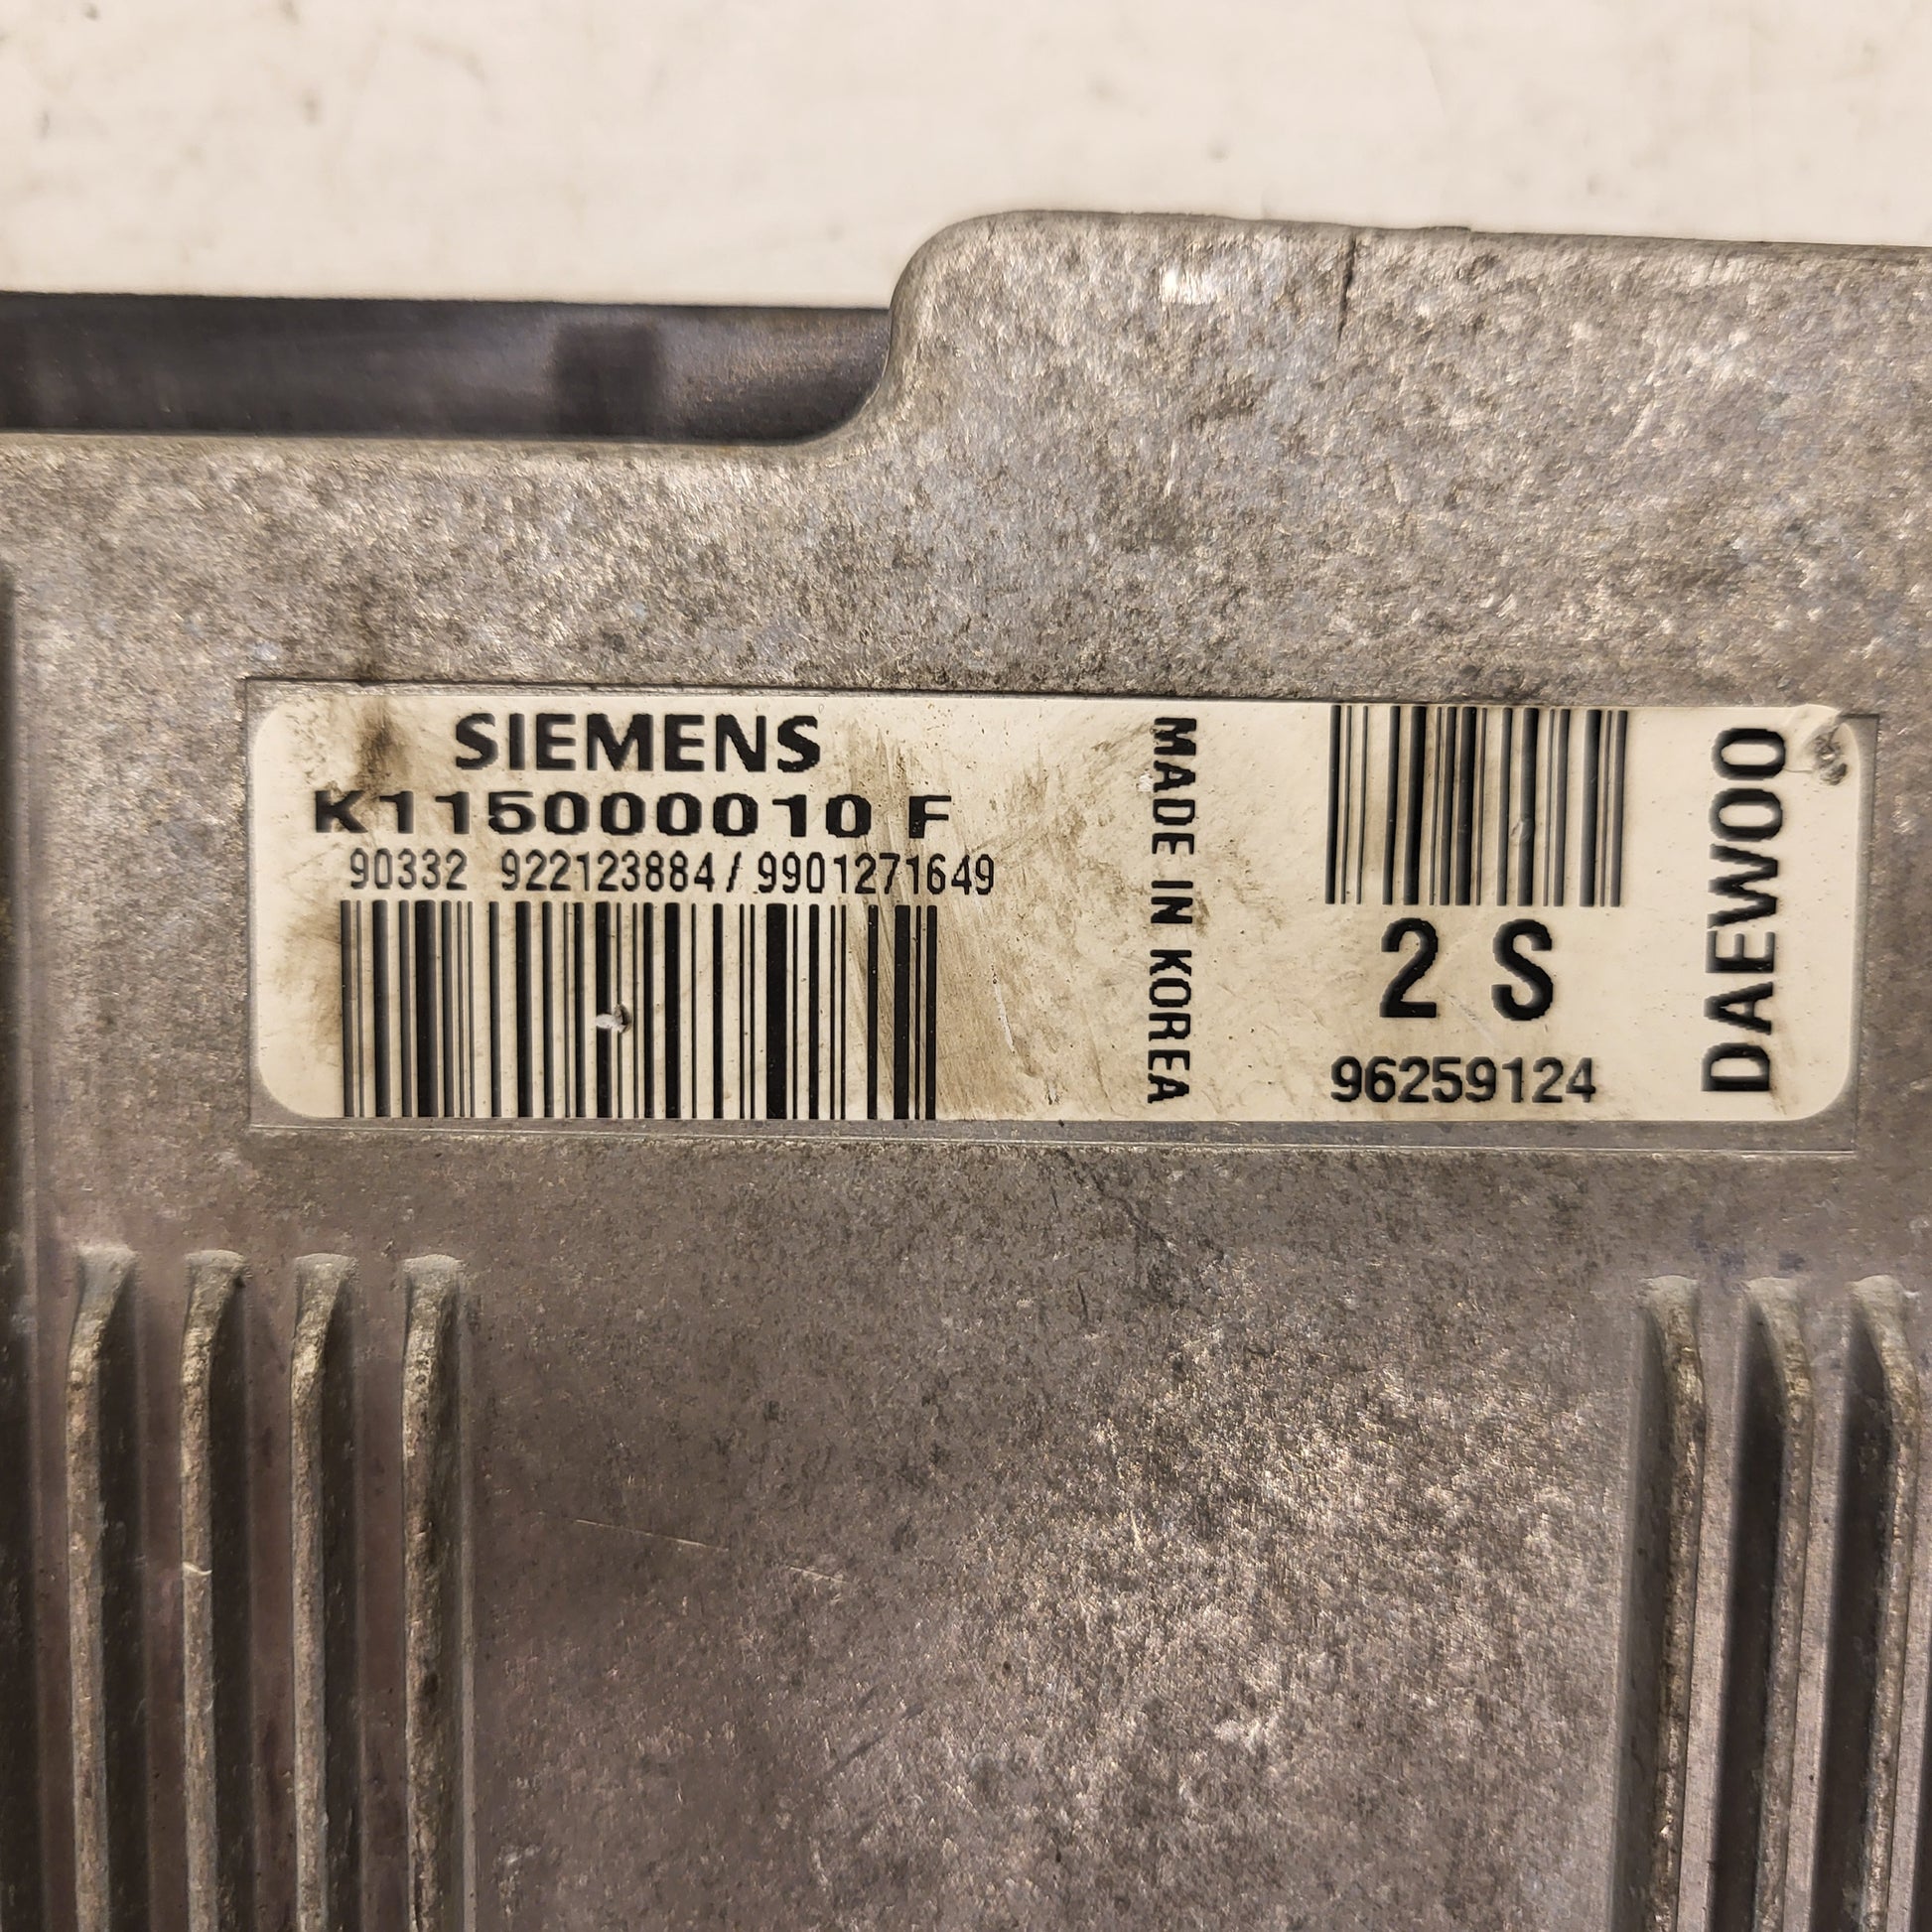 SIEMENS
K115000010 F
90332 922123884 / 9901271649
MADE IN KOREA
2 S
96259124
DAEWOO